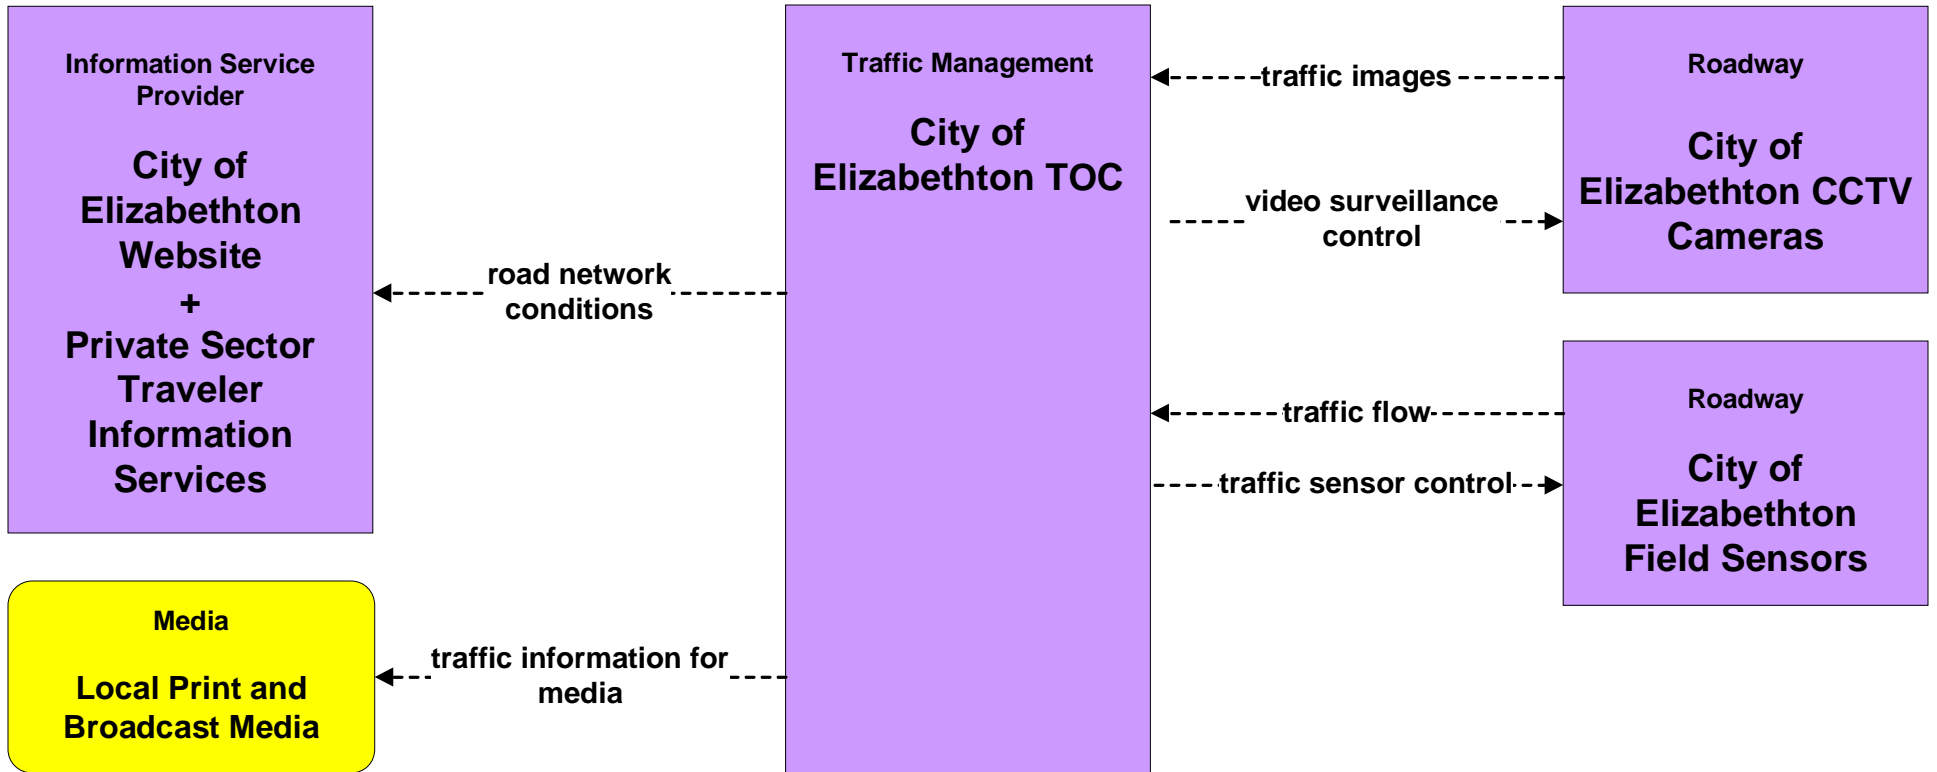 Information Service
Provider
City of
Elizabethton
Website
+
Private Sector
Traveler
Information
Services
Media
Local Print and
Broadcast Media
road network
conditions
traffic information for
media
Traffic Management
City of
Elizabethton TOC
traffic images
video surveillance
control
traffic flow
traffic sensor control
Roadway
City of
Elizabethton CCTV
Cameras
Roadway
City of
Elizabethton
Field Sensors